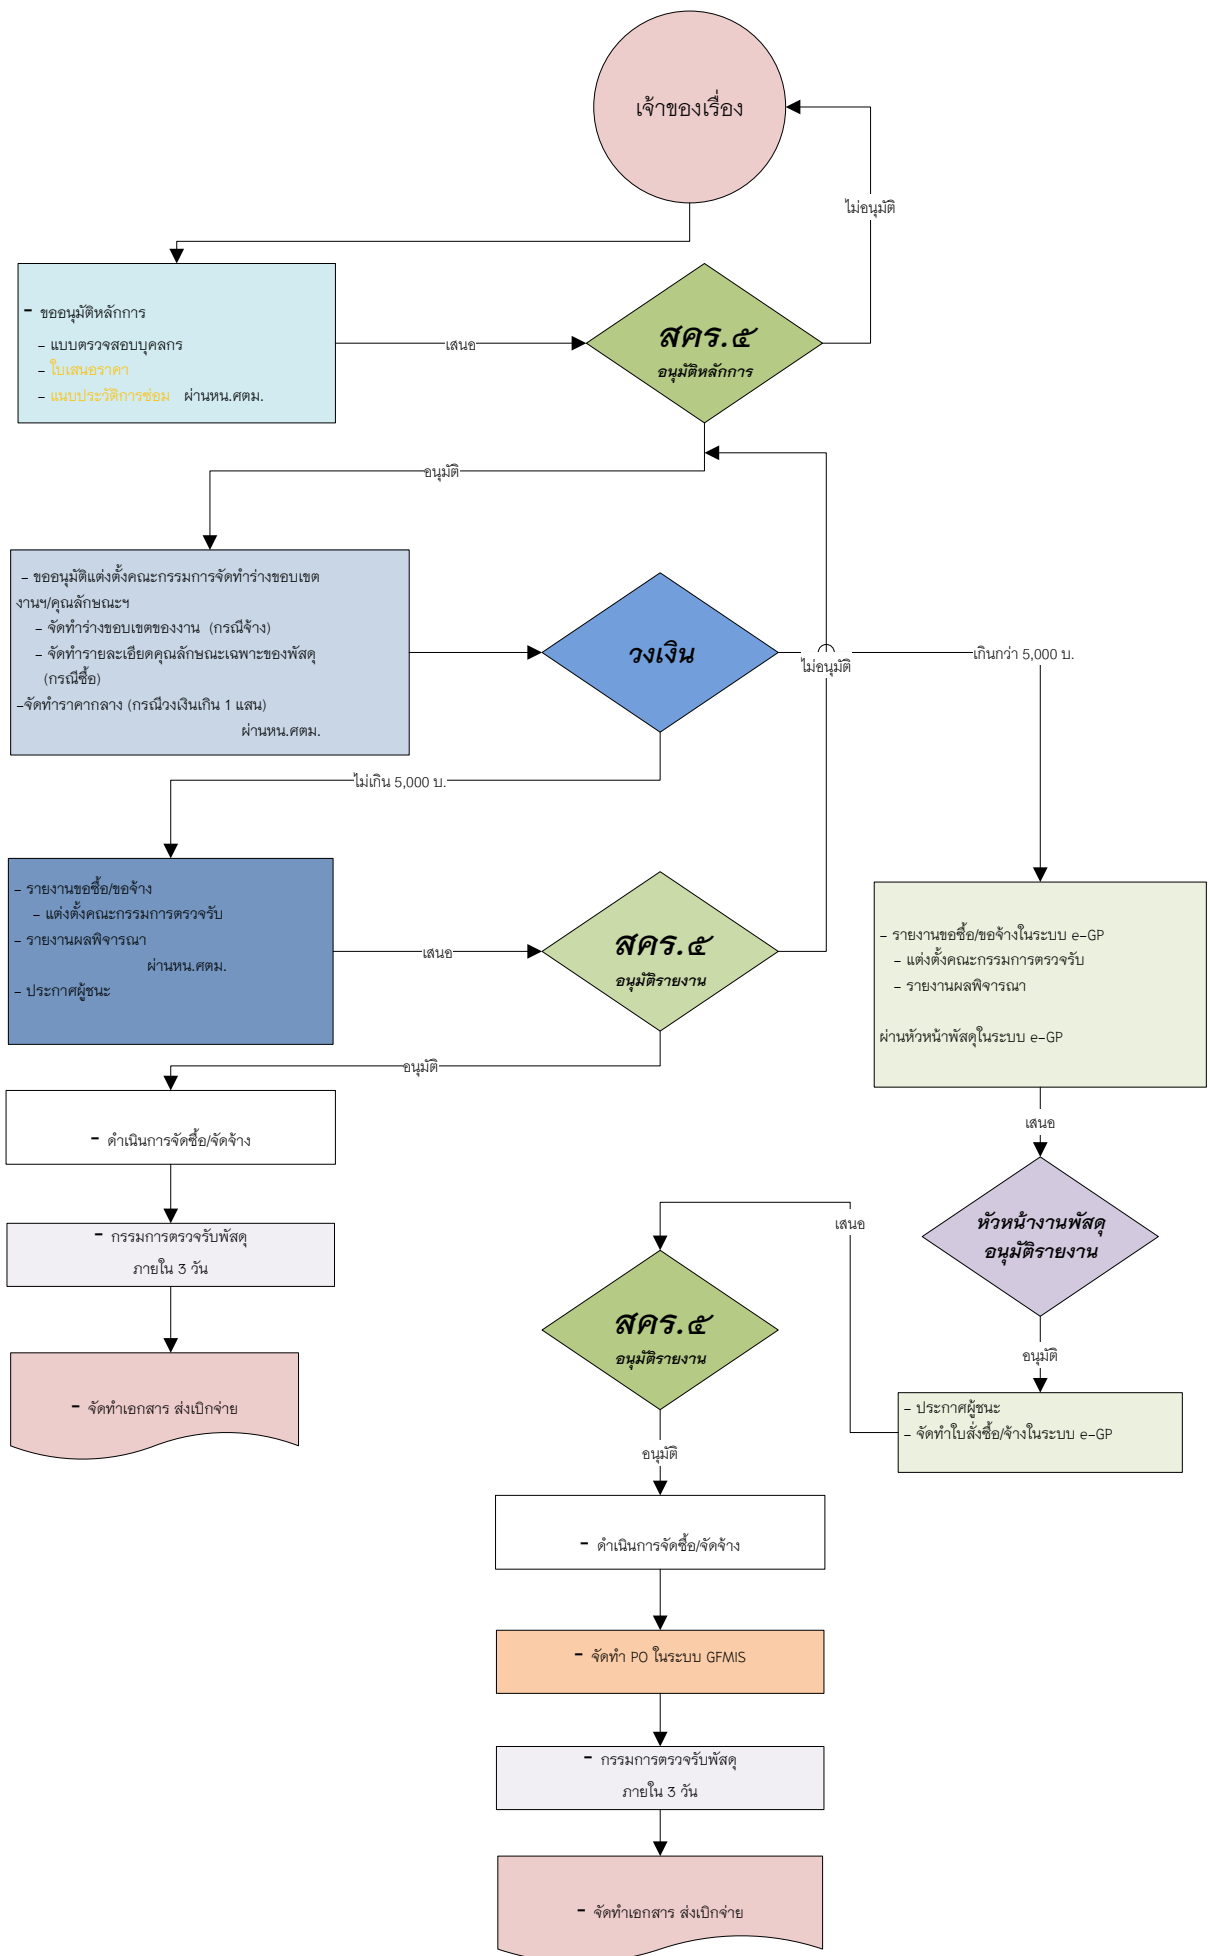 เจ้าของเรื่อง
ไม่อนุมัติ
- ขออนุมัติหลักการ
- แบบตรวจสอบบุคลกร
- ใบเสนอราคา
- แนบประวัติการซ่อม ผ่านหน.ศตม.
เสนอ
สคร.๕
อนุมัติหลักการ
อนุมัติ
- ขออนุมัติแต่งตั้งคณะกรรมการจัดทำร่างขอบเขต
งานฯ/คุณลักษณะฯ
- จัดทำร่างขอบเขตของงาน (กรณีจ้าง)
- จัดทำรายละเอียดคุณลักษณะเฉพาะของพัสดุ
(กรณีซื้อ)
-จัดทำราคากลาง (กรณีวงเงินเกิน 1 แสน)
ผ่านหน.ศตม.
วงเงิน
ไม่อนุมัติ
เกินกว่า 5,000 บ.
ไม่เกิน 5,000 บ.
- รายงานขอซื้อ/ขอจ้าง
- แต่งตั้งคณะกรรมการตรวจรับ
- รายงานผลพิจารณา
ผ่านหน.ศตม.
- ประกาศผู้ชนะ
เสนอ
สคร.๕
อนุมัติรายงาน
- รายงานขอซื้อ/ขอจ้างในระบบ e-GP
- แต่งตั้งคณะกรรมการตรวจรับ
- รายงานผลพิจารณา
ผ่านหัวหน้าพัสดุในระบบ e-GP
อนุมัติ
- ดำเนินการจัดซื้อ/จัดจ้าง
- กรรมการตรวจรับพัสดุ
ภายใน 3 วัน
- จัดทำเอกสาร ส่งเบิกจ่าย
เสนอ
หัวหน้างานพัสดุ
อนุมัติรายงาน
อนุมัติ
- ประกาศผู้ชนะ
- จัดทำใบสั่งซื้อ/จ้างในระบบ e-GP
เสนอ
สคร.๕
อนุมัติรายงาน
อนุมัติ
- ดำเนินการจัดซื้อ/จัดจ้าง
- จัดทำ PO ในระบบ GFMIS
- กรรมการตรวจรับพัสดุ
ภายใน 3 วัน
- จัดทำเอกสาร ส่งเบิกจ่าย